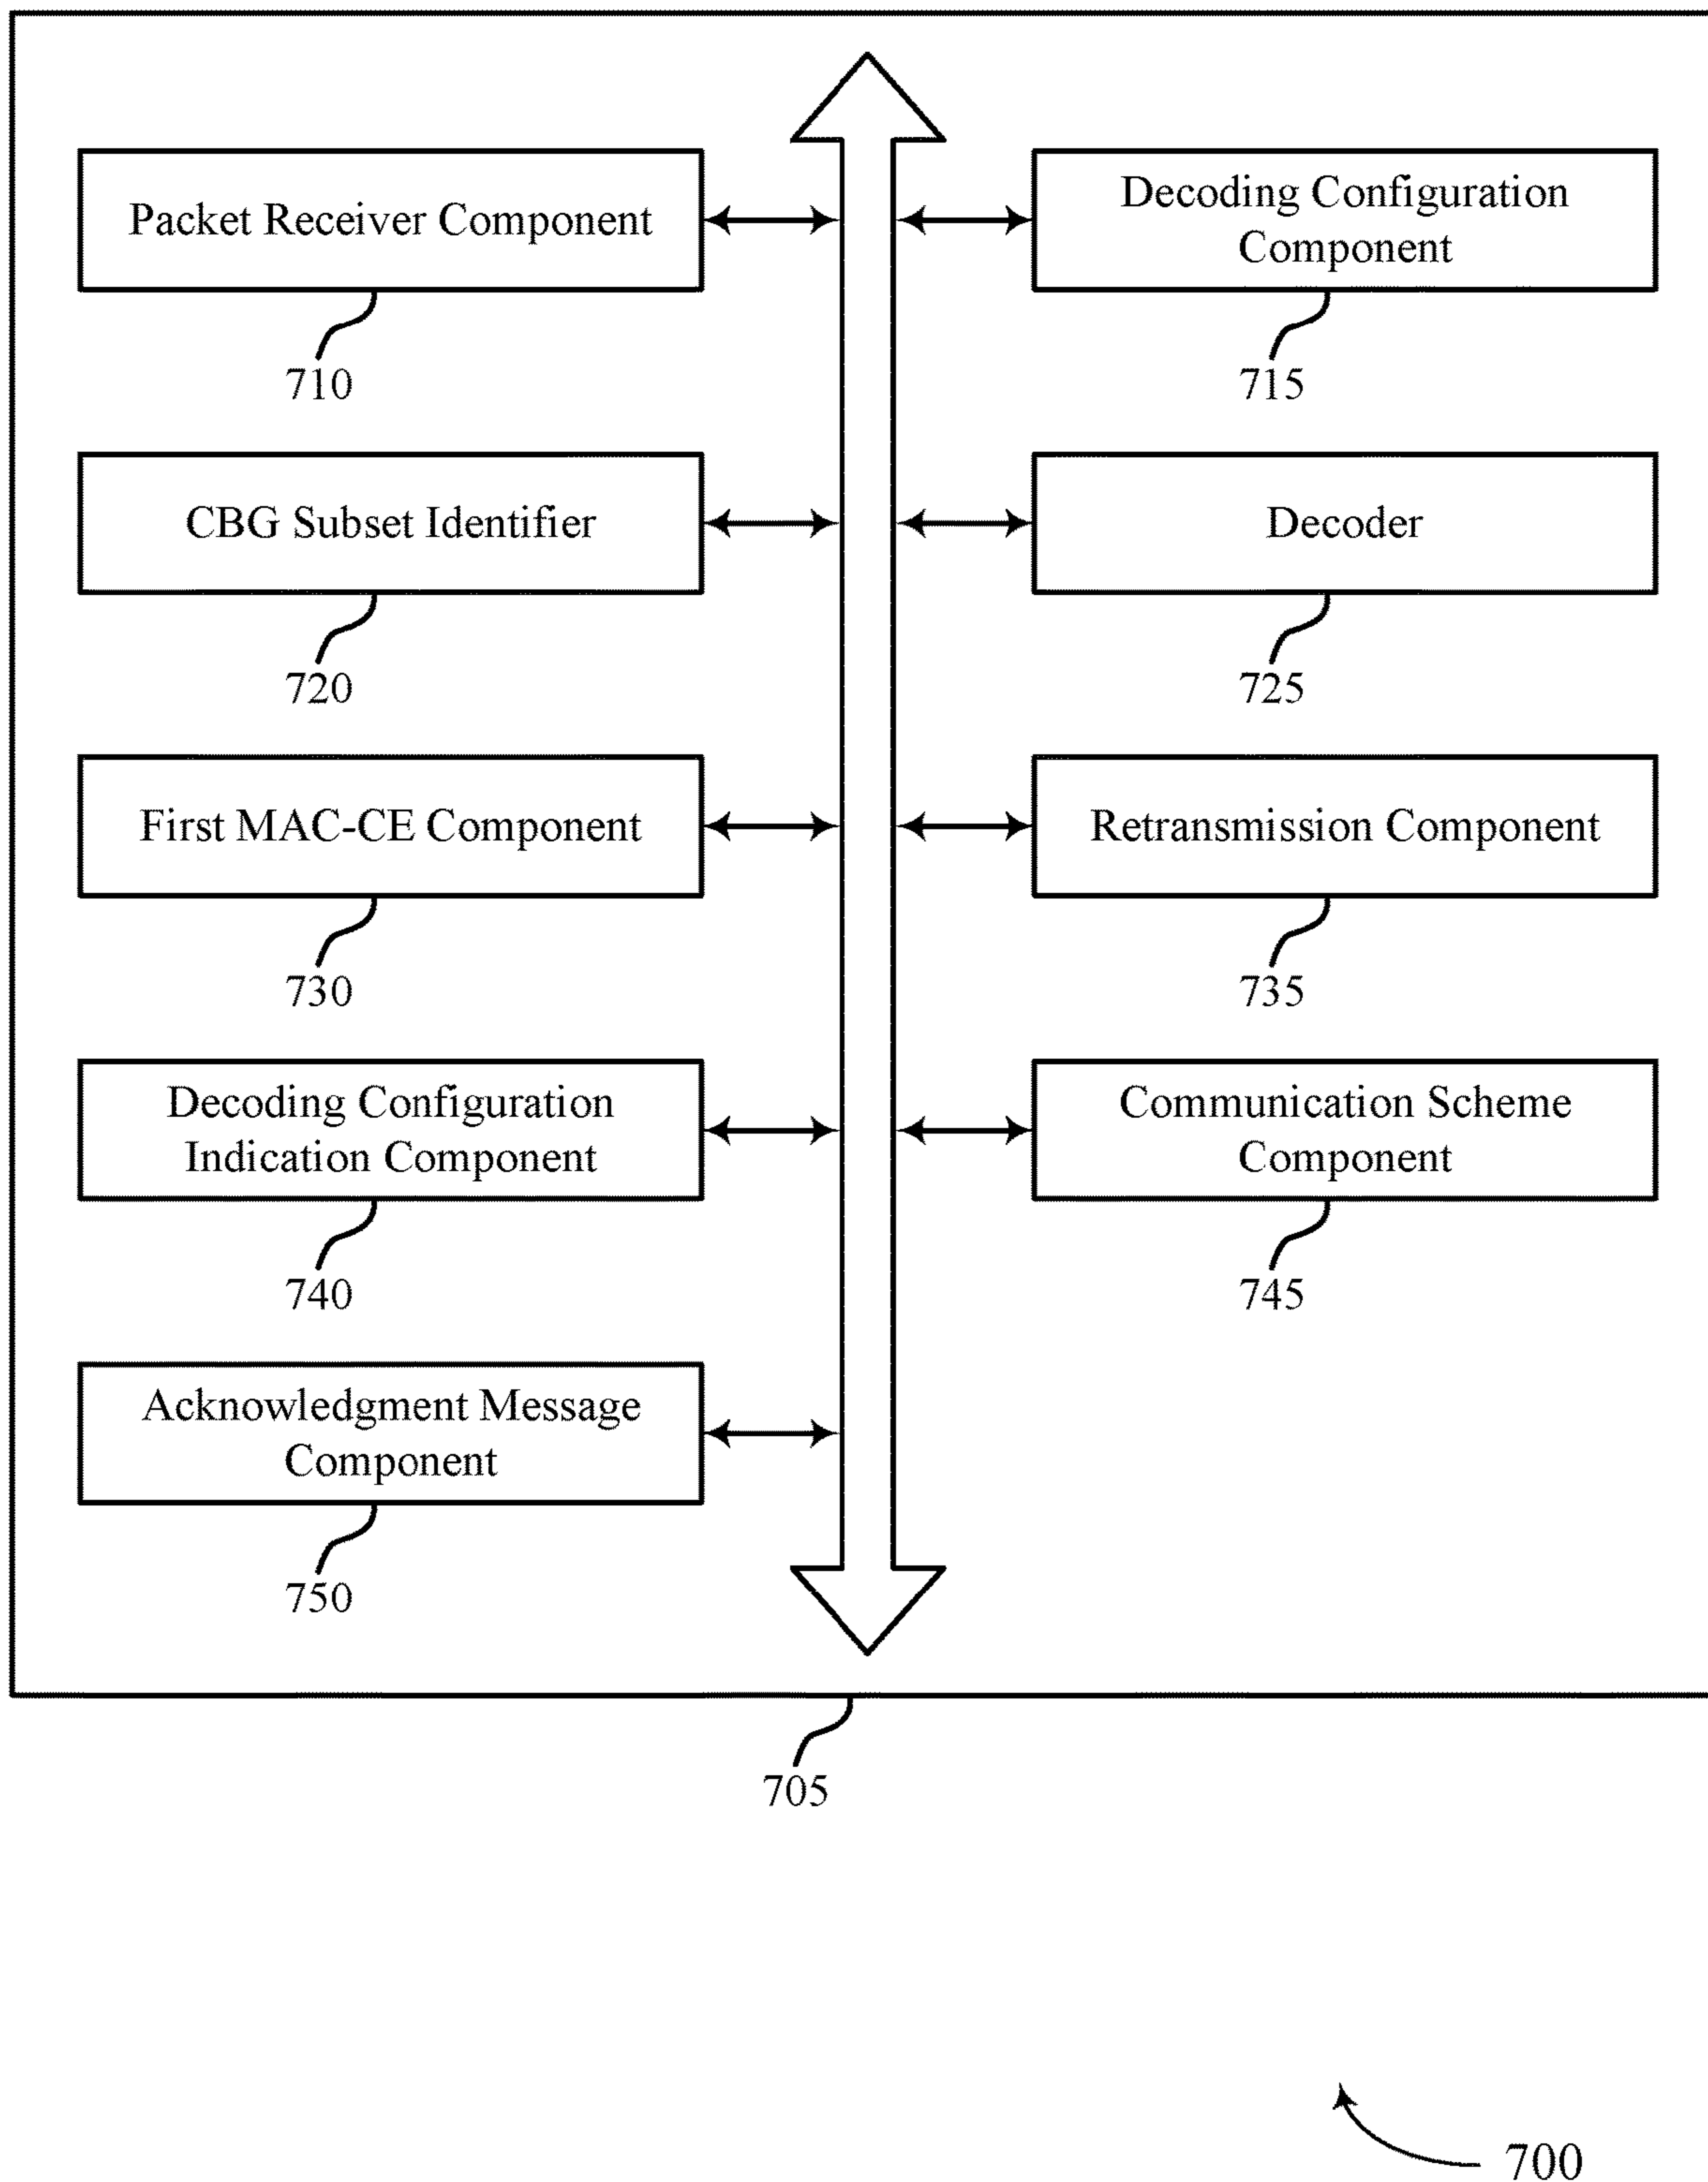 Packet Receiver Component
710
Decoding Configuration
Component
715
CBG Subset Identifier
720
Decoder
725
First MAC-CE Component
730
Retransmission Component
735
Decoding Configuration
Indication Component
740
Communication Scheme
Component
745
Acknowledgment Message
Component
750
705
700